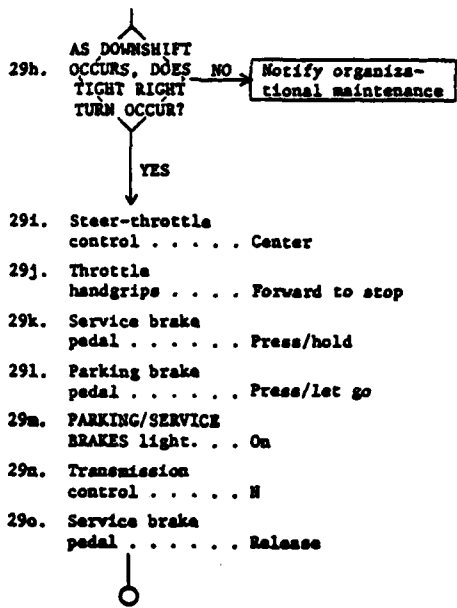 AS DOWNSHIFT
29h. OCCURS, DOES NO Notify organiza-
TIGHT RIGHT tional maintenance
TURN OCCUR?
YES
29i. Steer-throttle
control . . . . . Center
29j. Throttle
handgrips . . . . Forward to stop
29k. Service brake
pedal . . . . . . Press/hold
29l. Parking brake
pedal . . . . . . Press/let go
29m. PARKING/SERVICE
BRAKES light. . . On
29n. Transmission
control . . . . . N
29o. Service brake
pedal . . . . . . Release